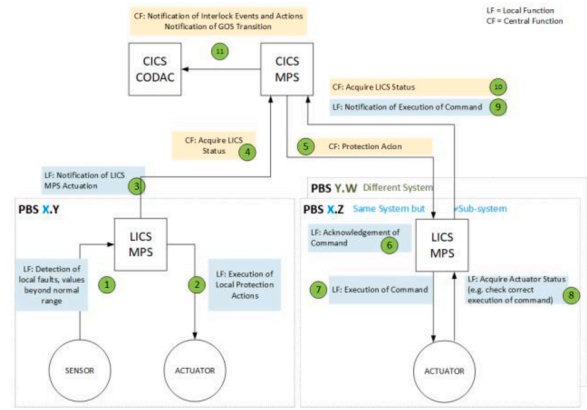 CF: Notification of Interlock Events and Actions
Notification of GOS Transition
LF = Local Function
CF = Central Function
11
CICS
CODAC
CICS
MPS
CF: Acquire LICS Status
10
LF: Notification of Execution of Command
9
CF: Acquire LICS
Status
4
5
CF: Protection Acion
LF: Notification of LICS
MPS Actuation
3
PBS Y.W Different System
PBS X.Y
PBS X.Z Same System but ≠Sub-system
LICS
MPS
LF: Acknowledgement of
Command
6
LICS
MPS
LF: Detection of
local faults, values
beyond normal
range
1
2
LF: Execution of
Local Protection
Actions
7
LF: Execution of Command
LF: Acquire Actuator Status
(e.g. check correct
execution of command)
8
SENSOR
ACTUATOR
ACTUATOR